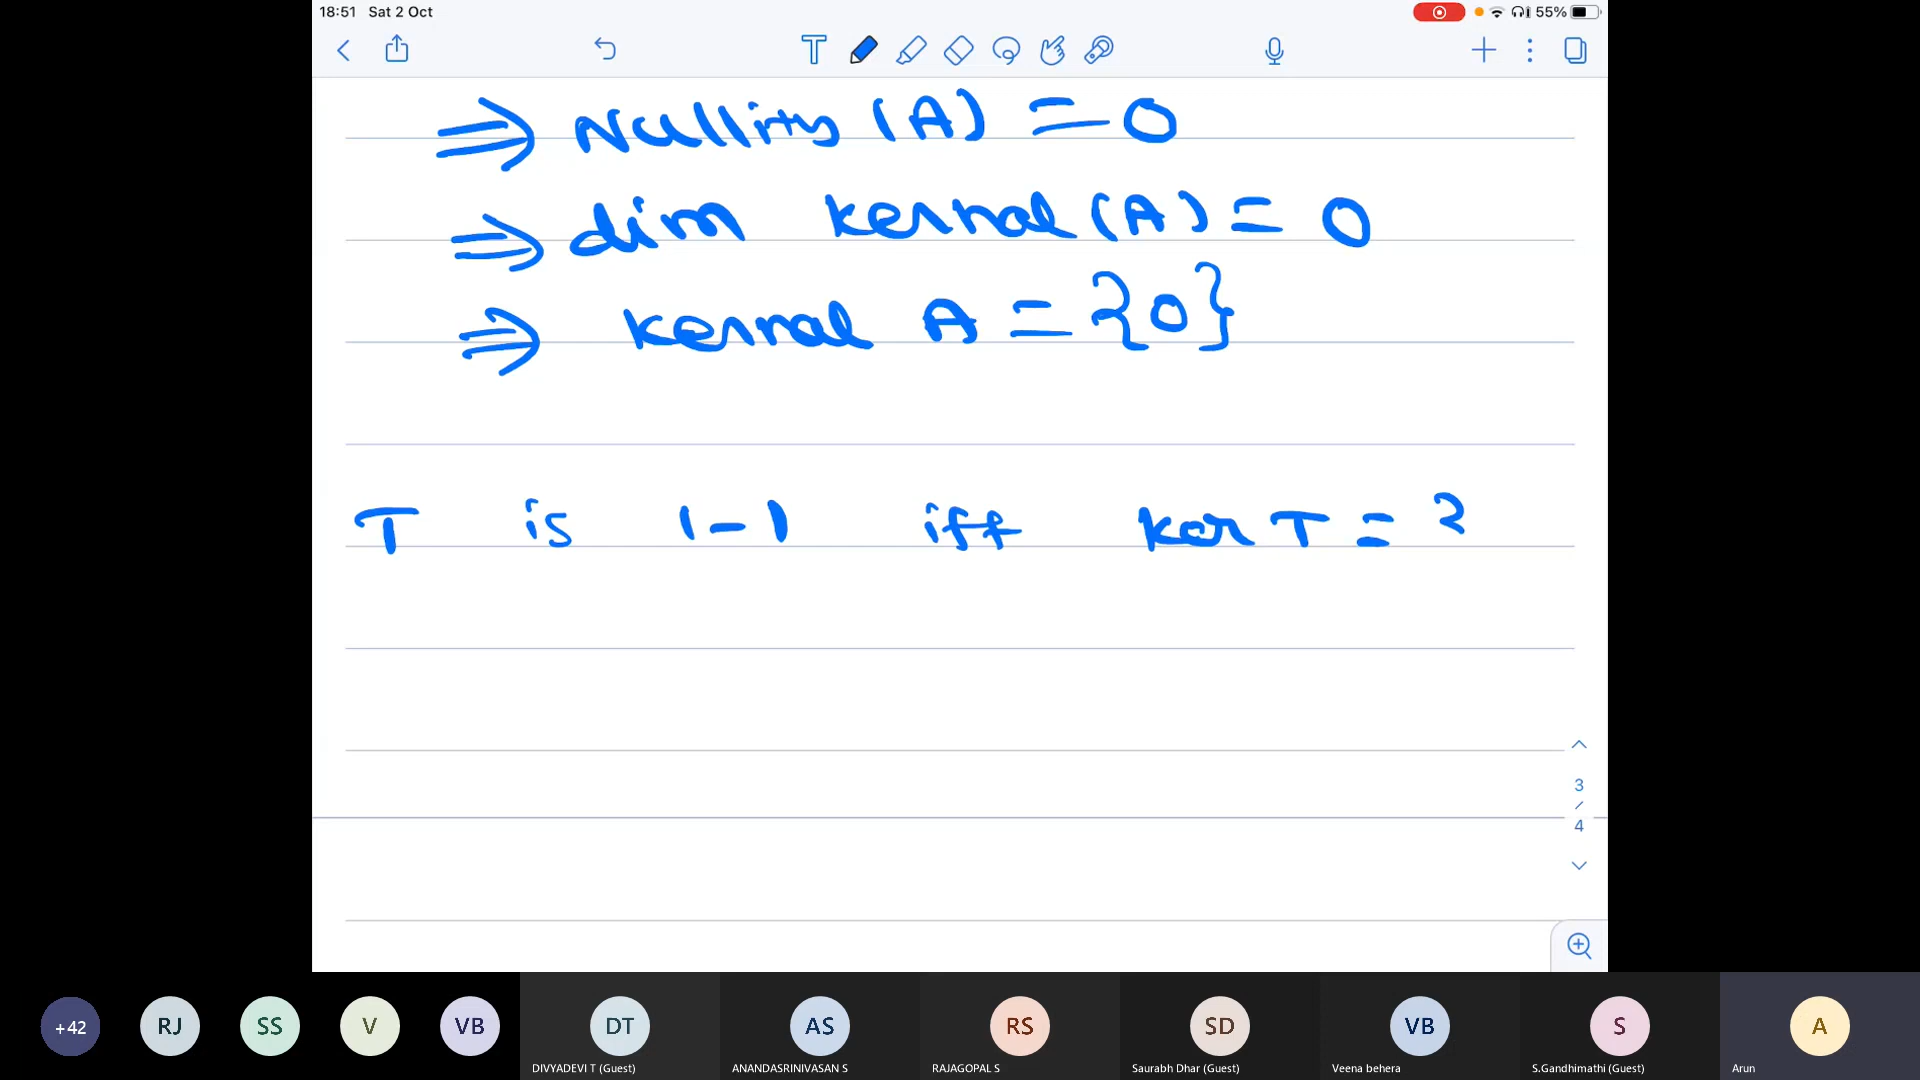 18:51 Sat 2 Oct
55%
⇒ Nullity (A) = 0
⇒ dim kernal (A) = 0
⇒ kernal A = {0}
T is 1-1 iff ker T = {
3
/
4
+42 RJ SS V VB DT AS RS SD VB S A
DIVYADEVI T (Guest) ANANDASRINIVASAN S RAJAGOPAL S Saurabh Dhar (Guest) Veena behera S.Gandhimathi (Guest) Arun